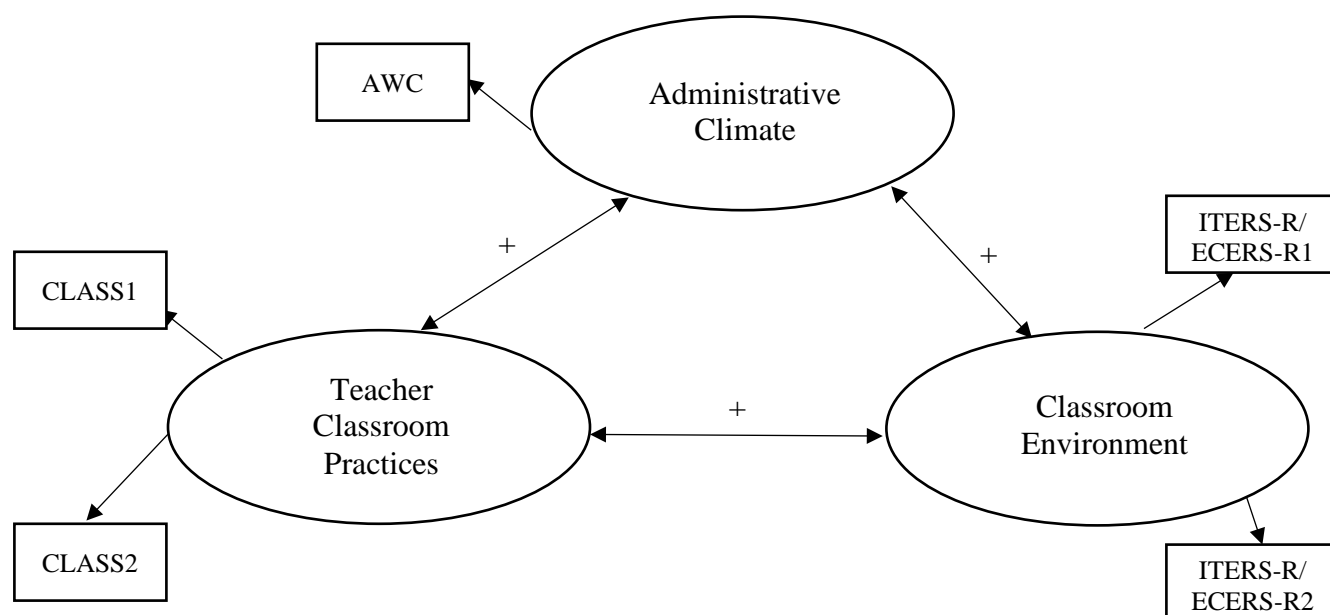 AWC
Administrative
Climate
+
+
ITERS-R/
ECERS-R1
CLASS1
Teacher
Classroom
Practices
+
Classroom
Environment
CLASS2
ITERS-R/
ECERS-R2